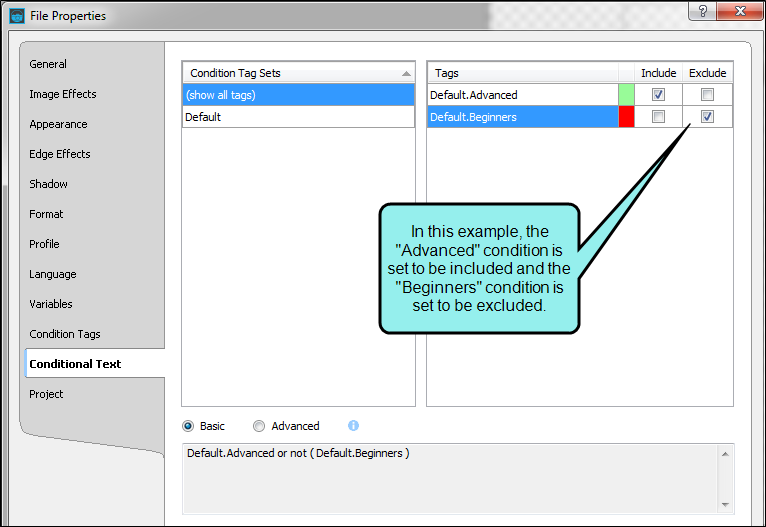 File Properties
?
General
Image Effects
Appearance
Edge Effects
Shadow
Format
Profile
Language
Variables
Condition Tags
Conditional Text
Project
Condition Tag Sets
(show all tags)
Default
Tags Include Exclude
Default.Advanced
Default.Beginners
In this example, the
"Advanced" condition is
set to be included and the
"Beginners" condition is
set to be excluded.
Basic Advanced
Default.Advanced or not ( Default.Beginners )